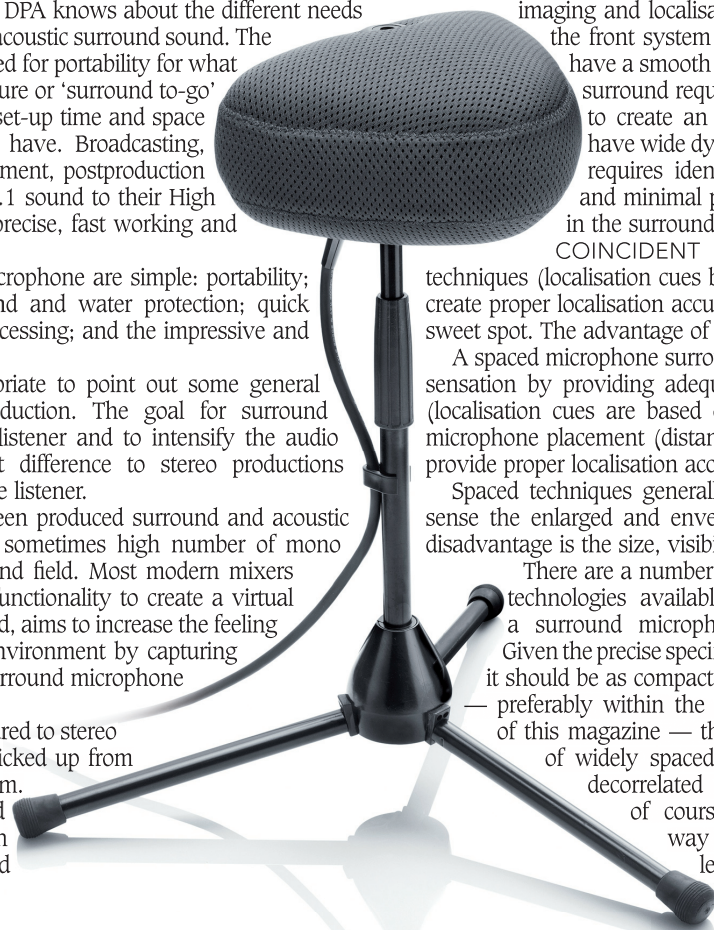 DPA knows about the different needs
acoustic surround sound. The
ed for portability for what
ure or ‘surround to-go’
set-up time and space
have. Broadcasting,
ment, postproduction
.1 sound to their High
precise, fast working and
crophone are simple: portability;
nd and water protection; quick
cessing; and the impressive and
priate to point out some general
duction. The goal for surround
listener and to intensify the audio
t difference to stereo productions
e listener.
een produced surround and acoustic
sometimes high number of mono
nd field. Most modern mixers
unctionality to create a virtual
d, aims to increase the feeling
nvironment by capturing
rround microphone
ared to stereo
icked up from
m.
d
n
d
imaging and localisa
the front system
have a smooth
surround requ
to create an
have wide dy
requires iden
and minimal p
in the surround
COINCIDENT
techniques (localisation cues b
create proper localisation accu
sweet spot. The advantage of
A spaced microphone surro
sensation by providing adequ
(localisation cues are based o
microphone placement (distan
provide proper localisation acc
Spaced techniques generall
sense the enlarged and enve
disadvantage is the size, visibi
There are a number
technologies availabl
a surround microph
Given the precise specif
it should be as compact
— preferably within the
of this magazine — th
of widely spaced
decorrelated
of cours
way
le